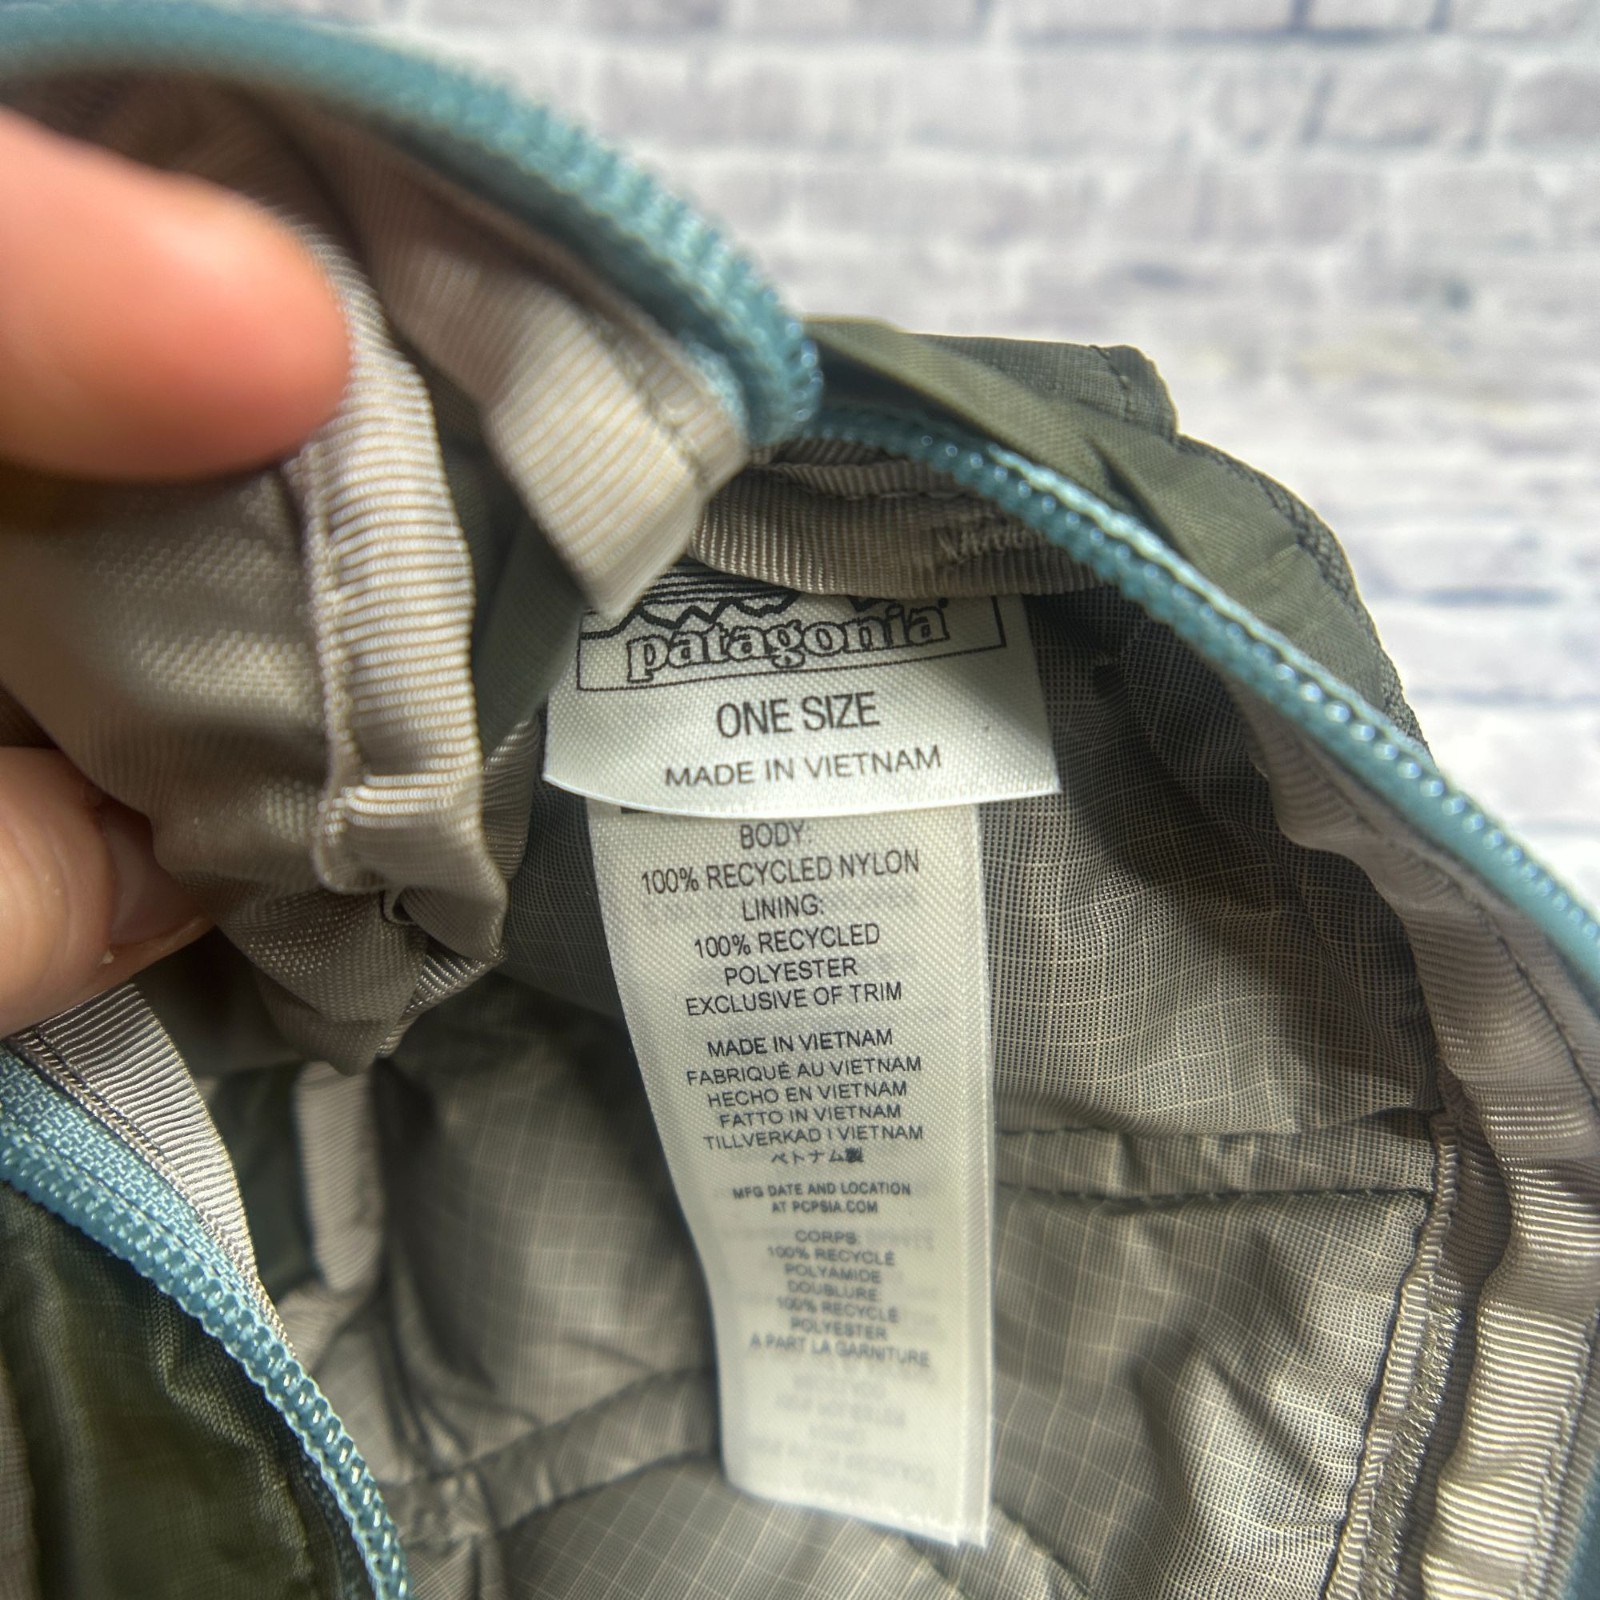 patagonia
ONE SIZE
MADE IN VIETNAM
BODY:
100% RECYCLED NYLON
LINING:
100% RECYCLED
POLYESTER
EXCLUSIVE OF TRIM
MADE IN VIETNAM
FABRIQUÉ AU VIETNAM
HECHO EN VIETNAM
FATTO IN VIETNAM
TILLVERKAD I VIETNAM
ベトナム製
MFG DATE AND LOCATION
AT PCPSIA.COM
CORPS:
100% RECYCLÉ
POLYAMIDE
DOUBLURE
100% RECYCLÉ
POLYESTER
A PART LA GARNITURE